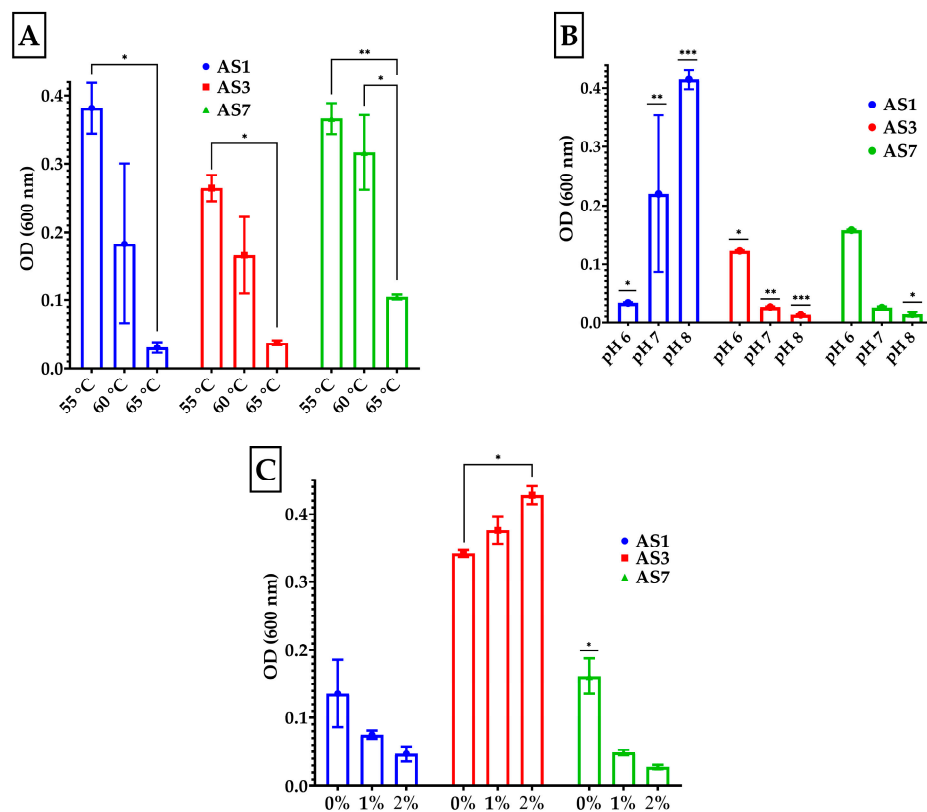 A
AS1
AS3
AS7
*
*
**
*
OD (600 nm)
0.4
0.3
0.2
0.1
0.0
55 °C
60 °C
65 °C
55 °C
60 °C
65 °C
55 °C
60 °C
65 °C
B
AS1
AS3
AS7
*
**
***
*
**
***
*
OD (600 nm)
0.4
0.3
0.2
0.1
0.0
pH 6
pH 7
pH 8
pH 6
pH 7
pH 8
pH 6
pH 7
pH 8
C
AS1
AS3
AS7
*
*
OD (600 nm)
0.4
0.3
0.2
0.1
0.0
0% 1% 2% 0% 1% 2% 0% 1% 2%